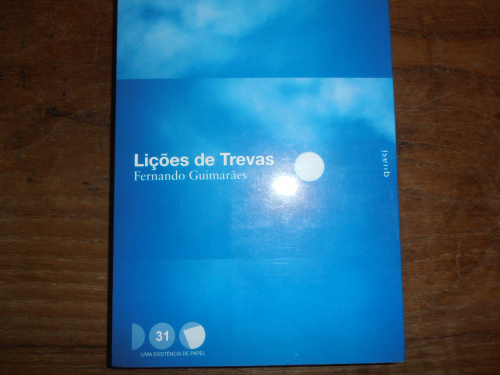 Lições de Trevas
Fernando Guimarães
quasi
31
UMA EXISTÊNCIA DE PAPEL